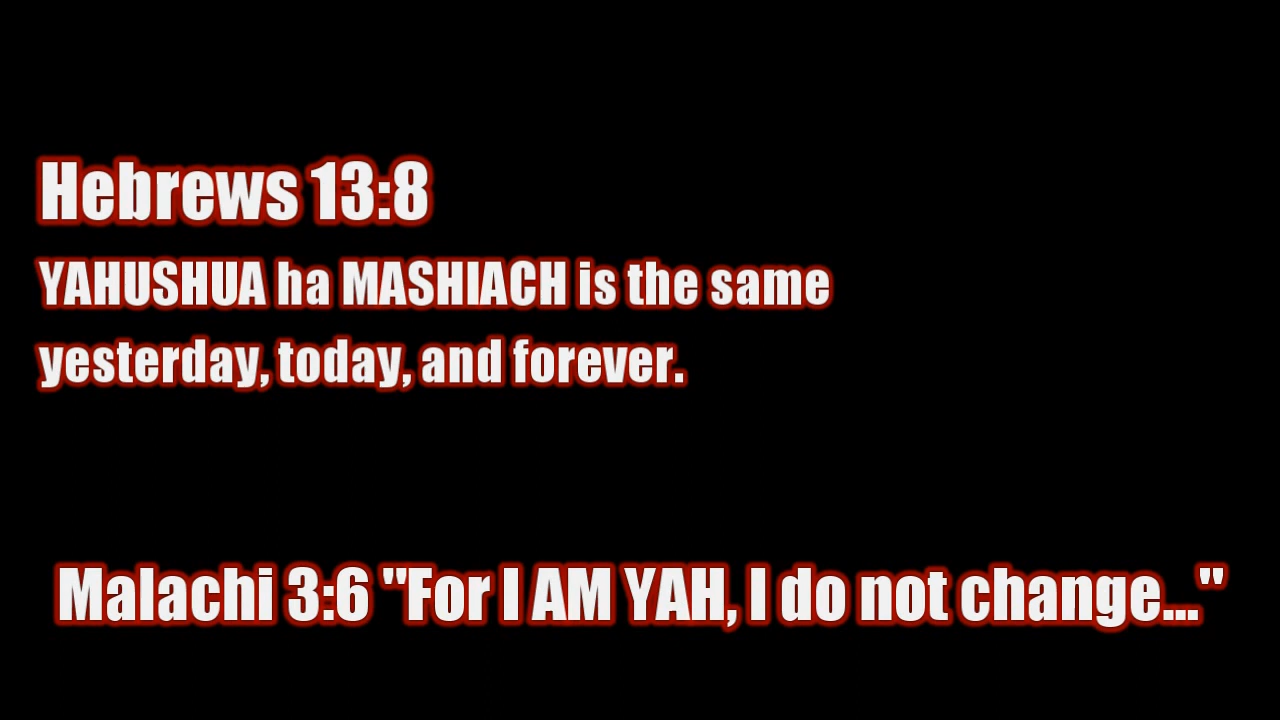 Hebrews 13:8
YAHUSHUA ha MASHIACH is the same
yesterday, today, and forever.
Malachi 3:6 "For I AM YAH, I do not change..."